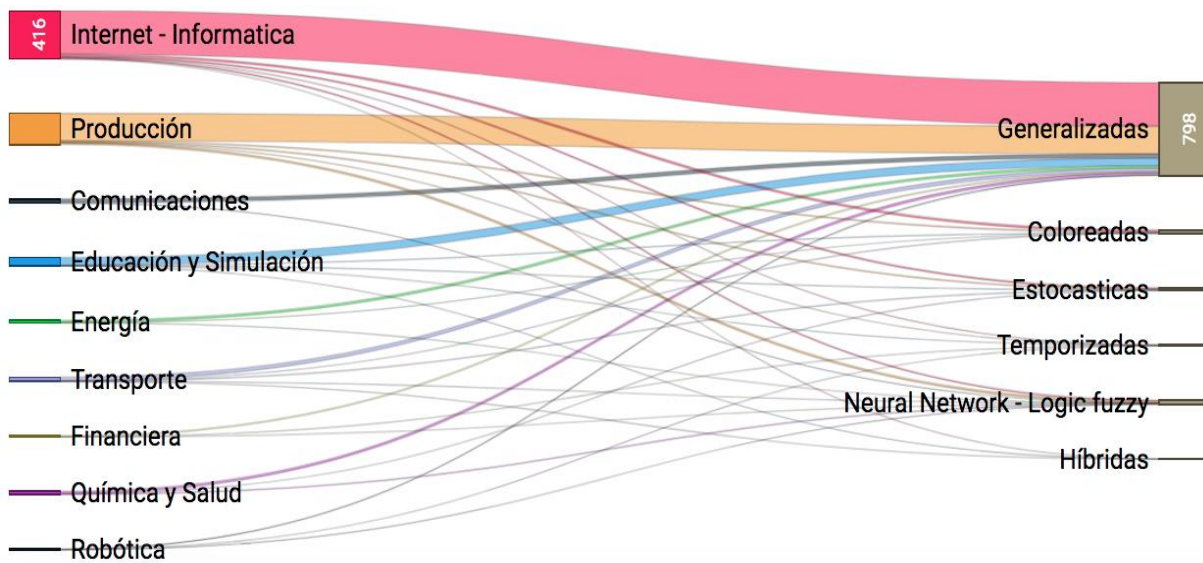 416
Internet - Informatica
Producción
Comunicaciones
Educación y Simulación
Energía
Transporte
Financiera
Química y Salud
Robótica
Generalizadas
798
Coloreadas
Estocasticas
Temporizadas
Neural Network - Logic fuzzy
Híbridas